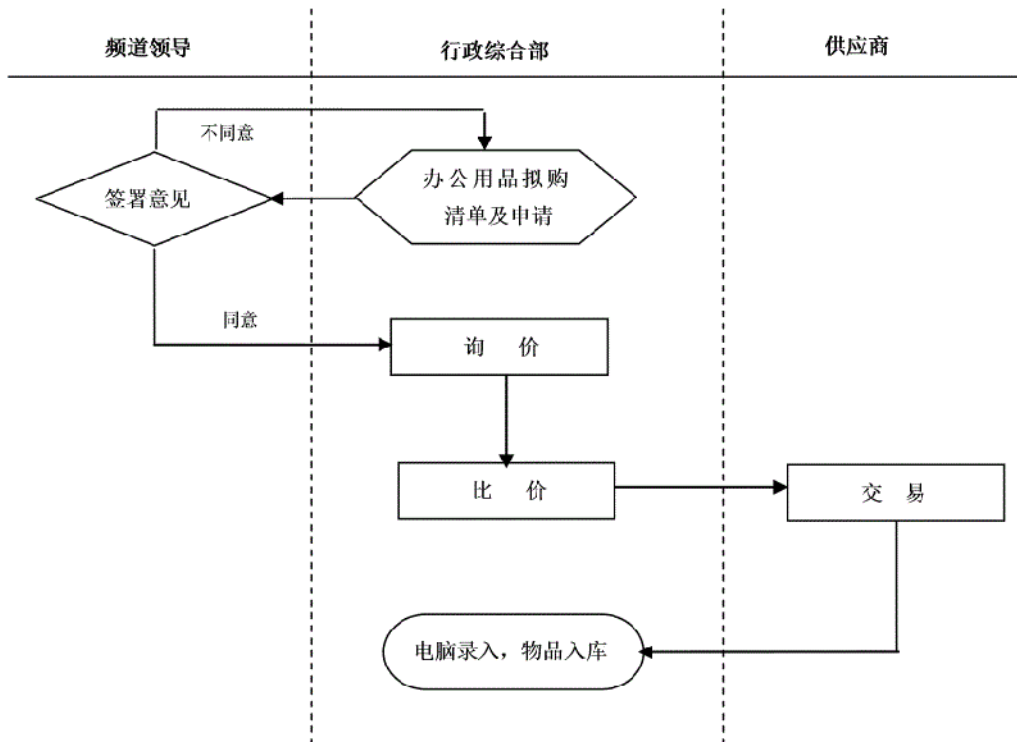 频道领导
行政综合部
供应商
不同意
签署意见
办公用品拟购
清单及申请
同意
询 价
比 价
交 易
电脑录入，物品入库